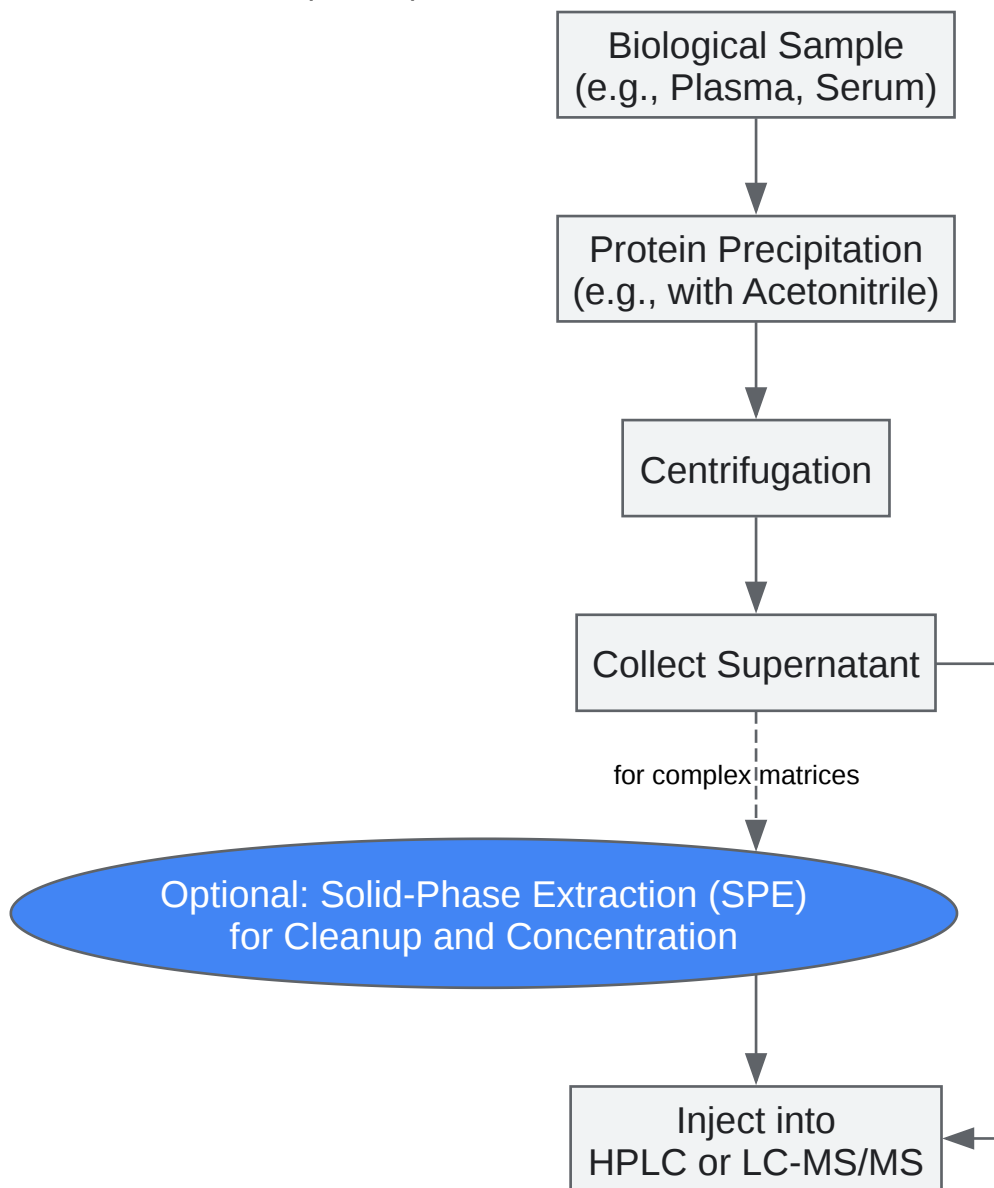 Biological Sample
(e.g., Plasma, Serum)
Protein Precipitation
(e.g., with Acetonitrile)
Centrifugation
Collect Supernatant
for complex matrices
Optional: Solid-Phase Extraction (SPE)
for Cleanup and Concentration
Inject into
HPLC or LC-MS/MS